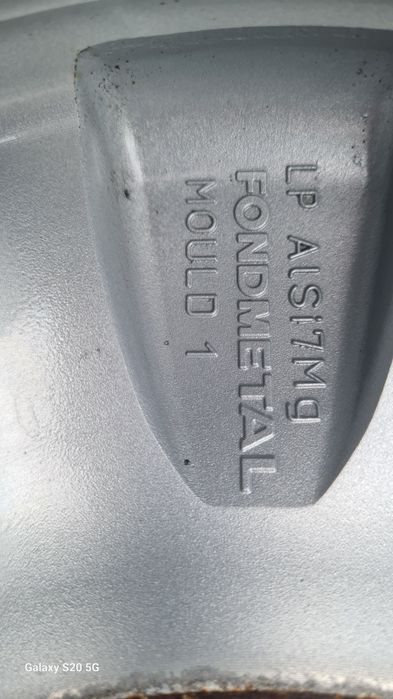 LP AlSi7Mg
FONDMETAL
MOULD 1
Galaxy S20 5G